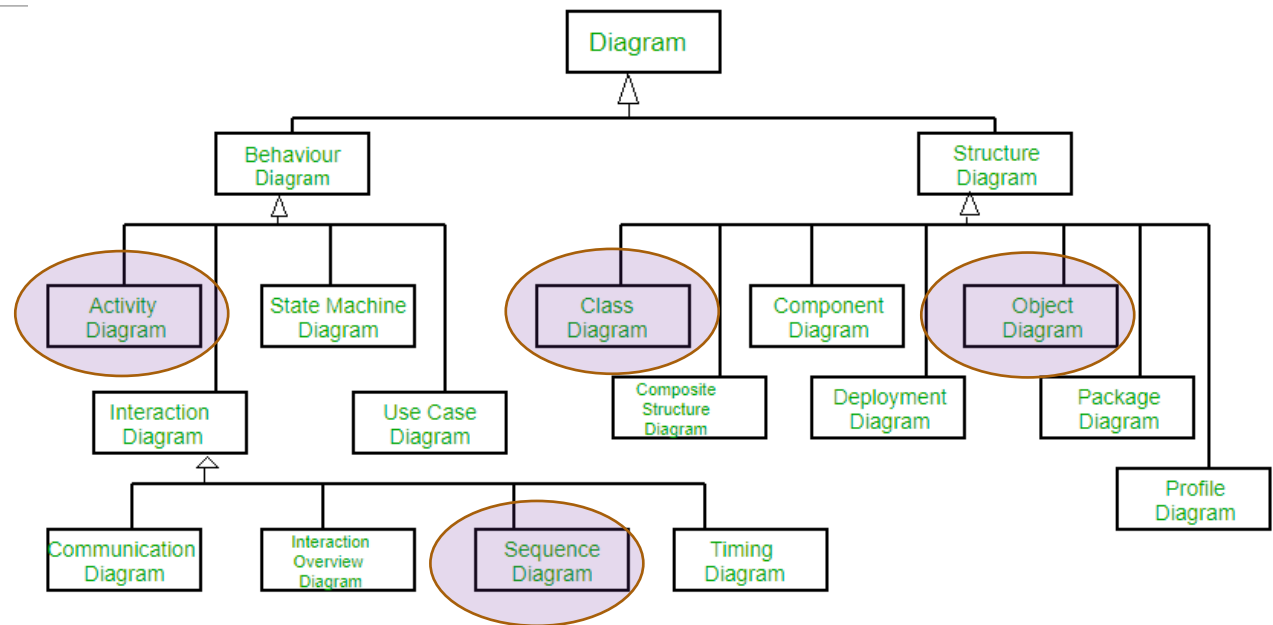 Diagram
Behaviour
Diagram
Structure
Diagram
Activity
Diagram
State Machine
Diagram
Class
Diagram
Component
Diagram
Object
Diagram
Interaction
Diagram
Use Case
Diagram
Composite
Structure
Diagram
Deployment
Diagram
Package
Diagram
Profile
Diagram
Communication
Diagram
Interaction
Overview
Diagram
Sequence
Diagram
Timing
Diagram